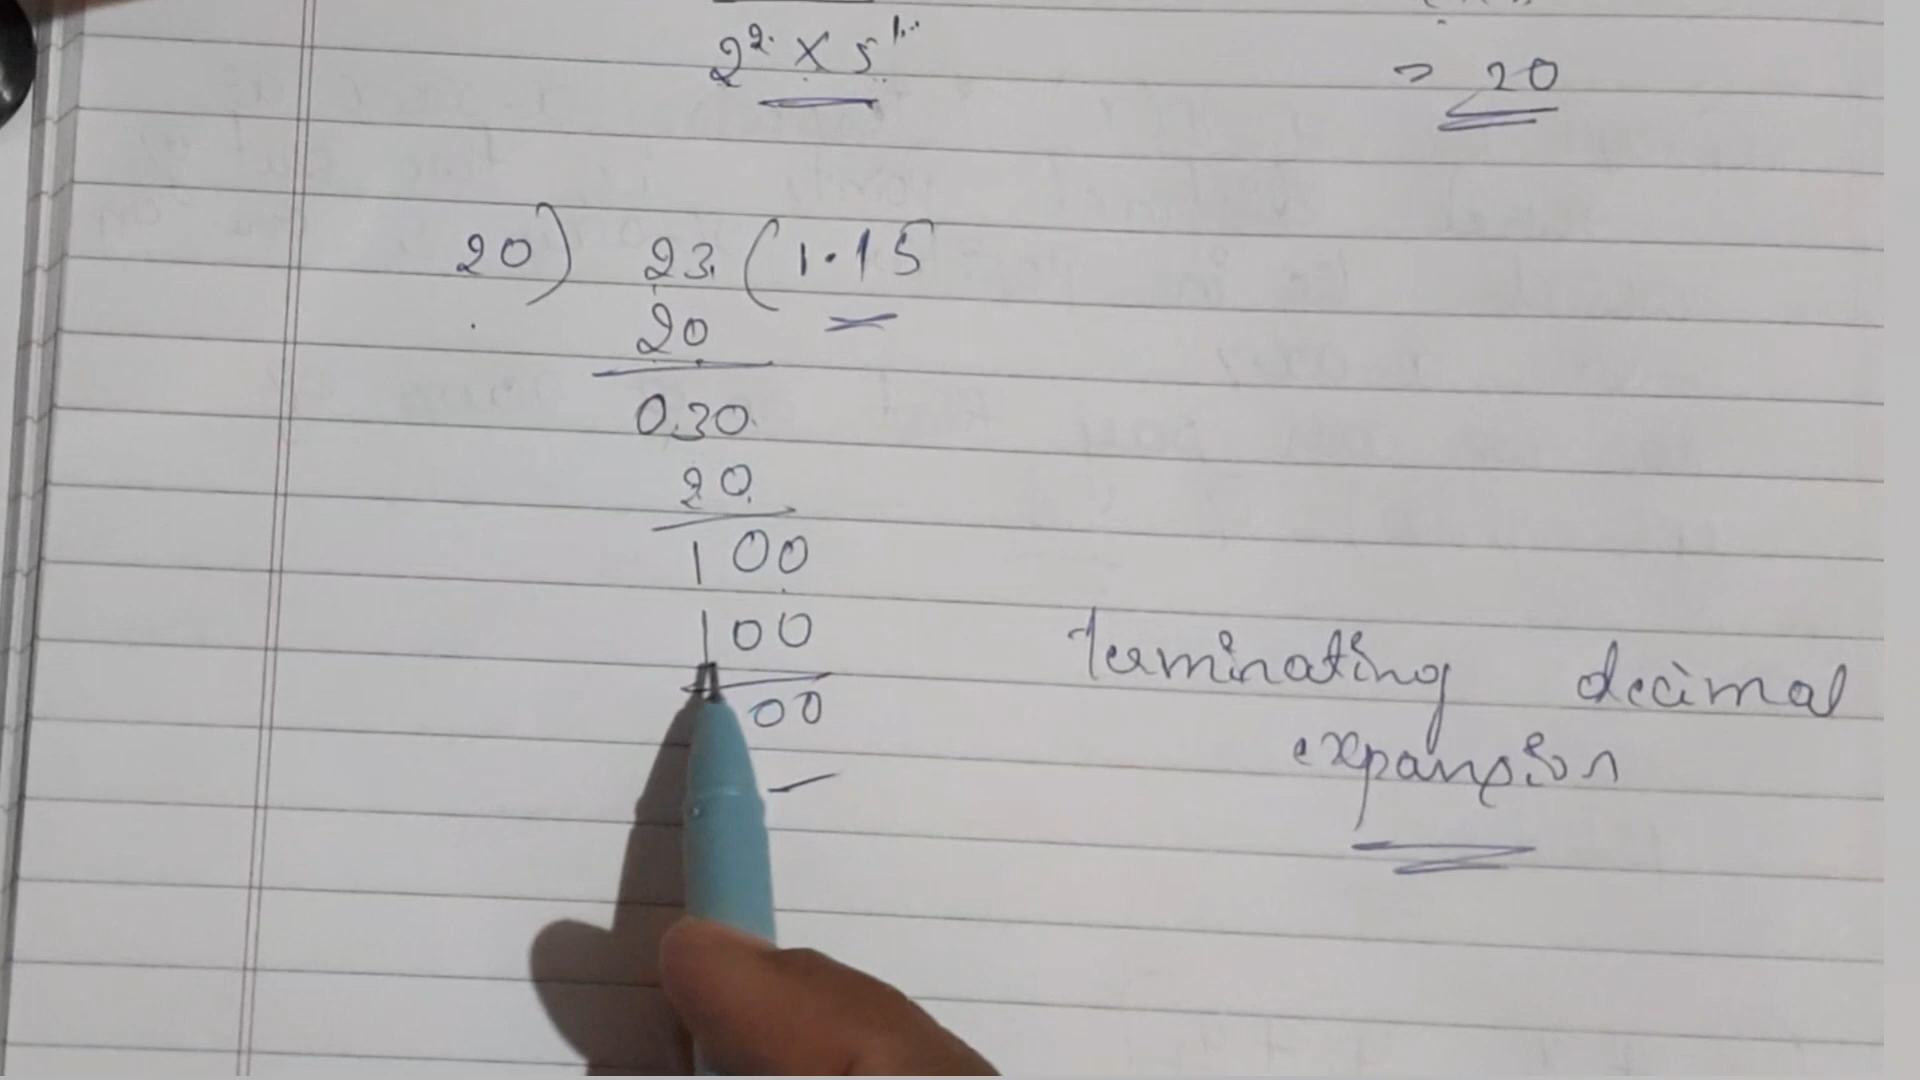 2² × 5¹
= 20
20) 23 (1.15
20
030
20
100
100
00
terminating decimal
expansion